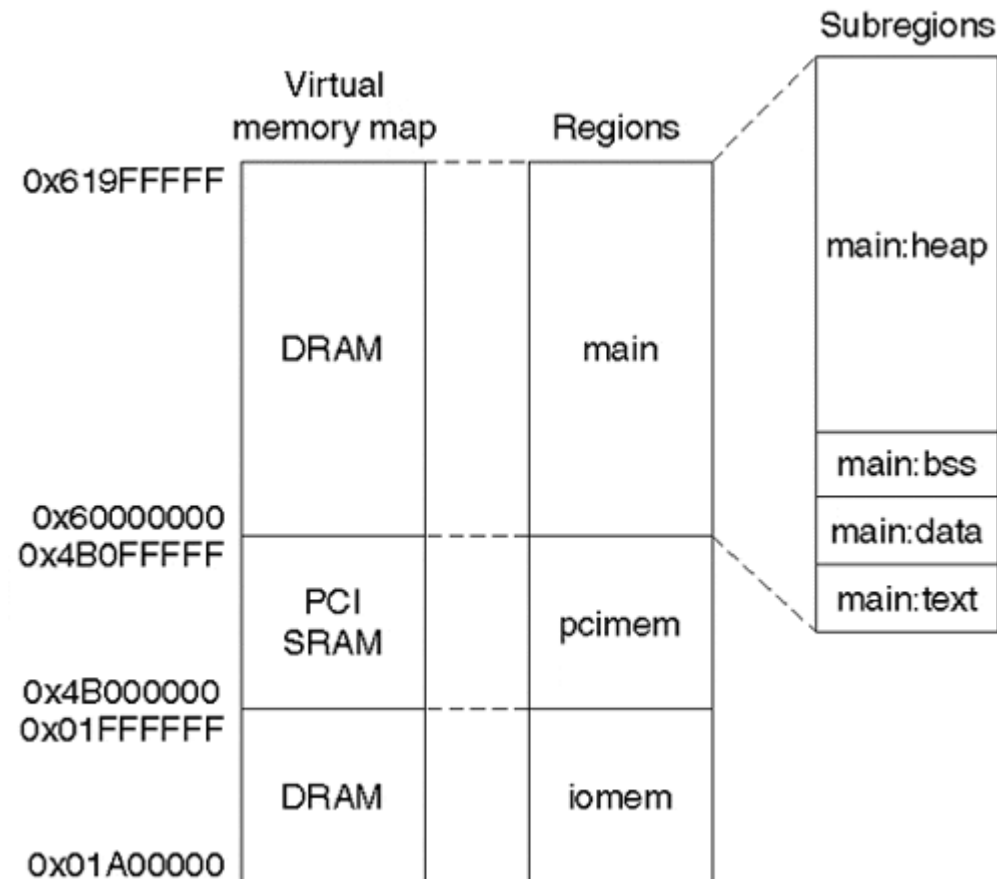 Subregions
Virtual
memory map
Regions
0x619FFFFF
main:heap
DRAM
main
main:bss
0x60000000
main:data
0x4B0FFFFF
PCI
SRAM
pcimem
main:text
0x4B000000
0x01FFFFFF
DRAM
iomem
0x01A00000